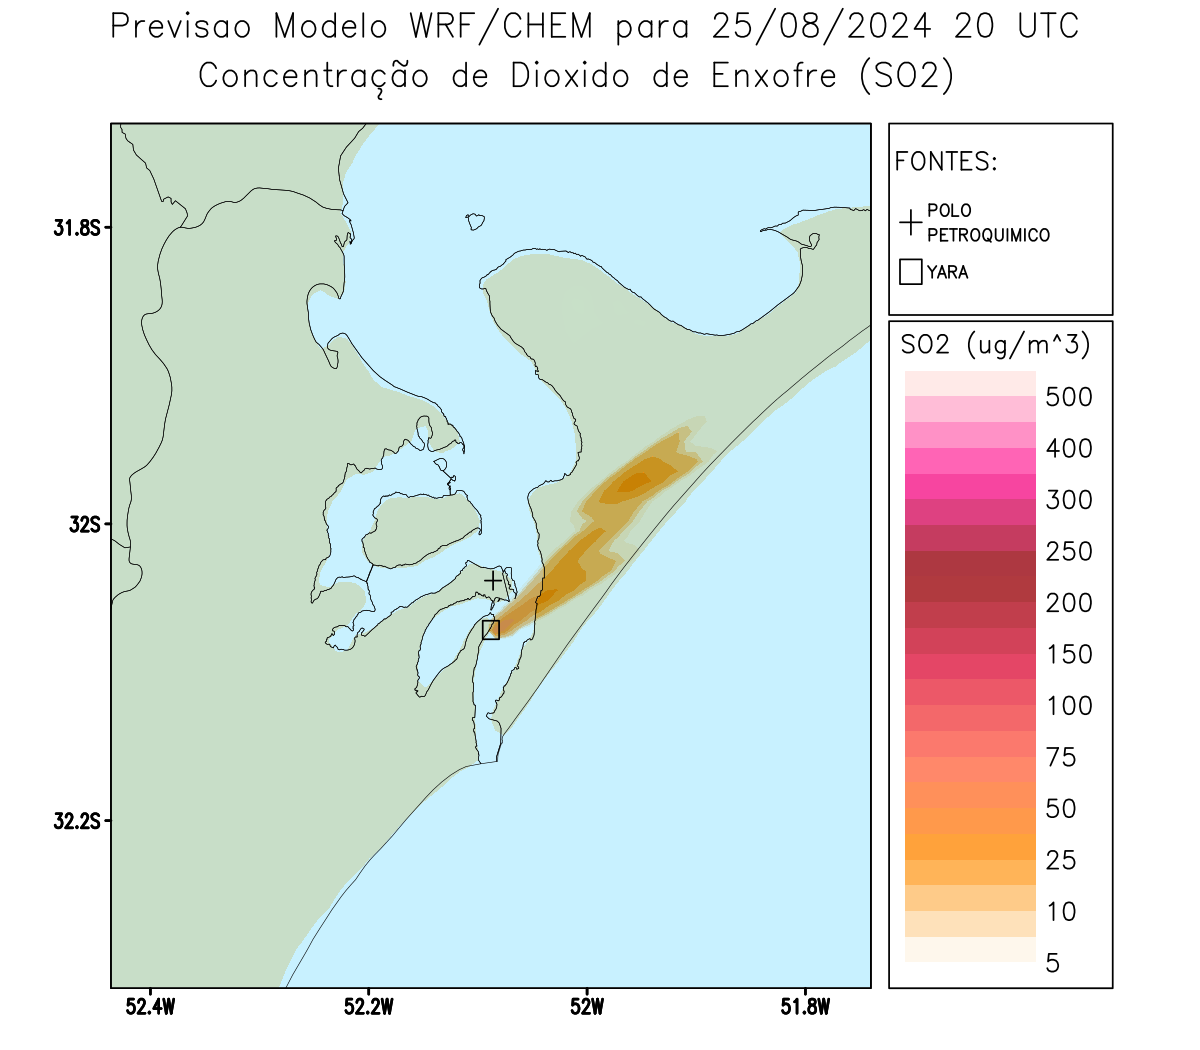 Previsao Modelo WRF/CHEM para 25/08/2024 20 UTC
Concentração de Dioxido de Enxofre (SO2)
FONTES:
POLO
PETROQUIMICO
YARA
SO2 (ug/m^3)
500
400
300
250
200
150
100
75
50
25
10
5
31.8S
32S
32.2S
52.4W
52.2W
52W
51.8W